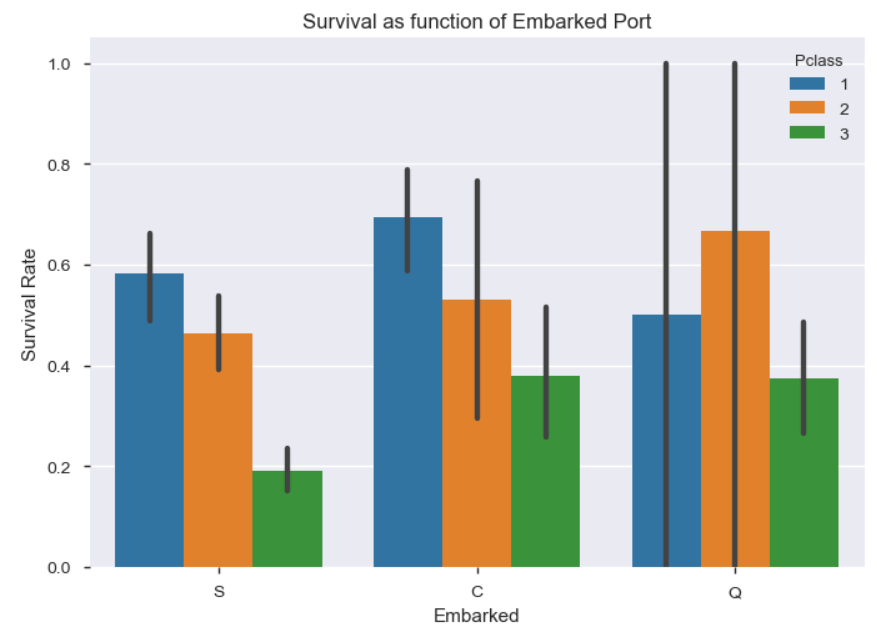 Survival as function of Embarked Port
Pclass
1
2
3
Survival Rate
1.0
0.8
0.6
0.4
0.2
0.0
S C Q
Embarked